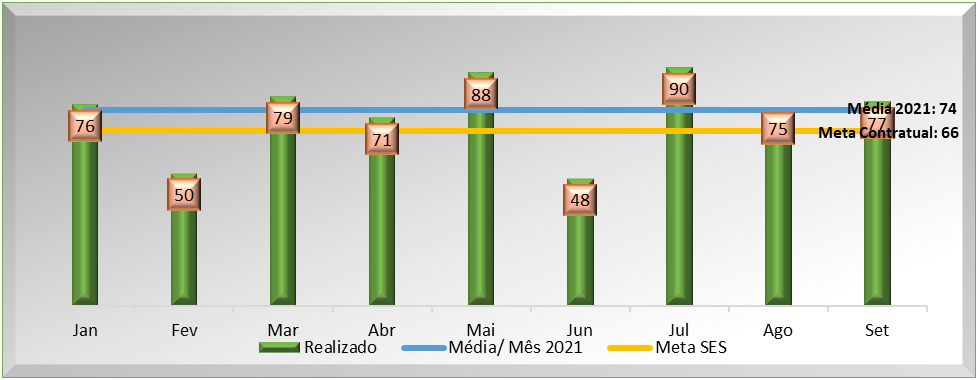 88
90
76
79
71
75
77
Média 2021: 74
Meta Contratual: 66
50
48
Jan Fev Mar Abr Mai Jun Jul Ago Set
Realizado Média/ Mês 2021 Meta SES